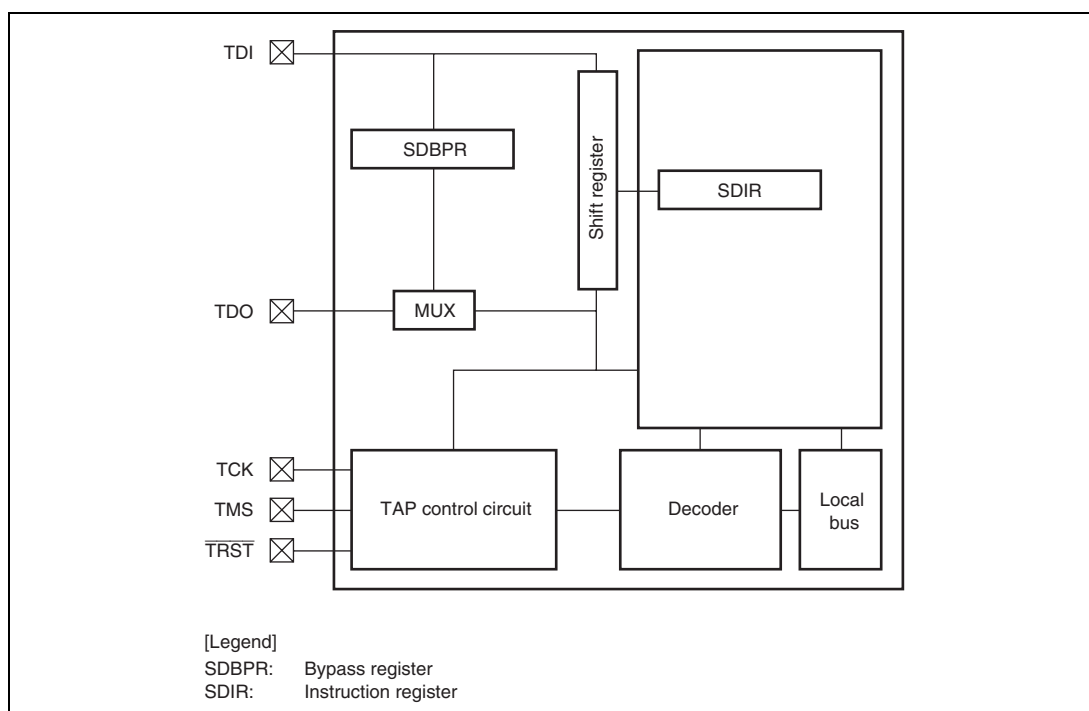 TDI
SDBPR
Shift register
SDIR
TDO
MUX
TCK
TMS
TRST
TAP control circuit
Decoder
Local
bus
[Legend]
SDBPR: Bypass register
SDIR: Instruction register